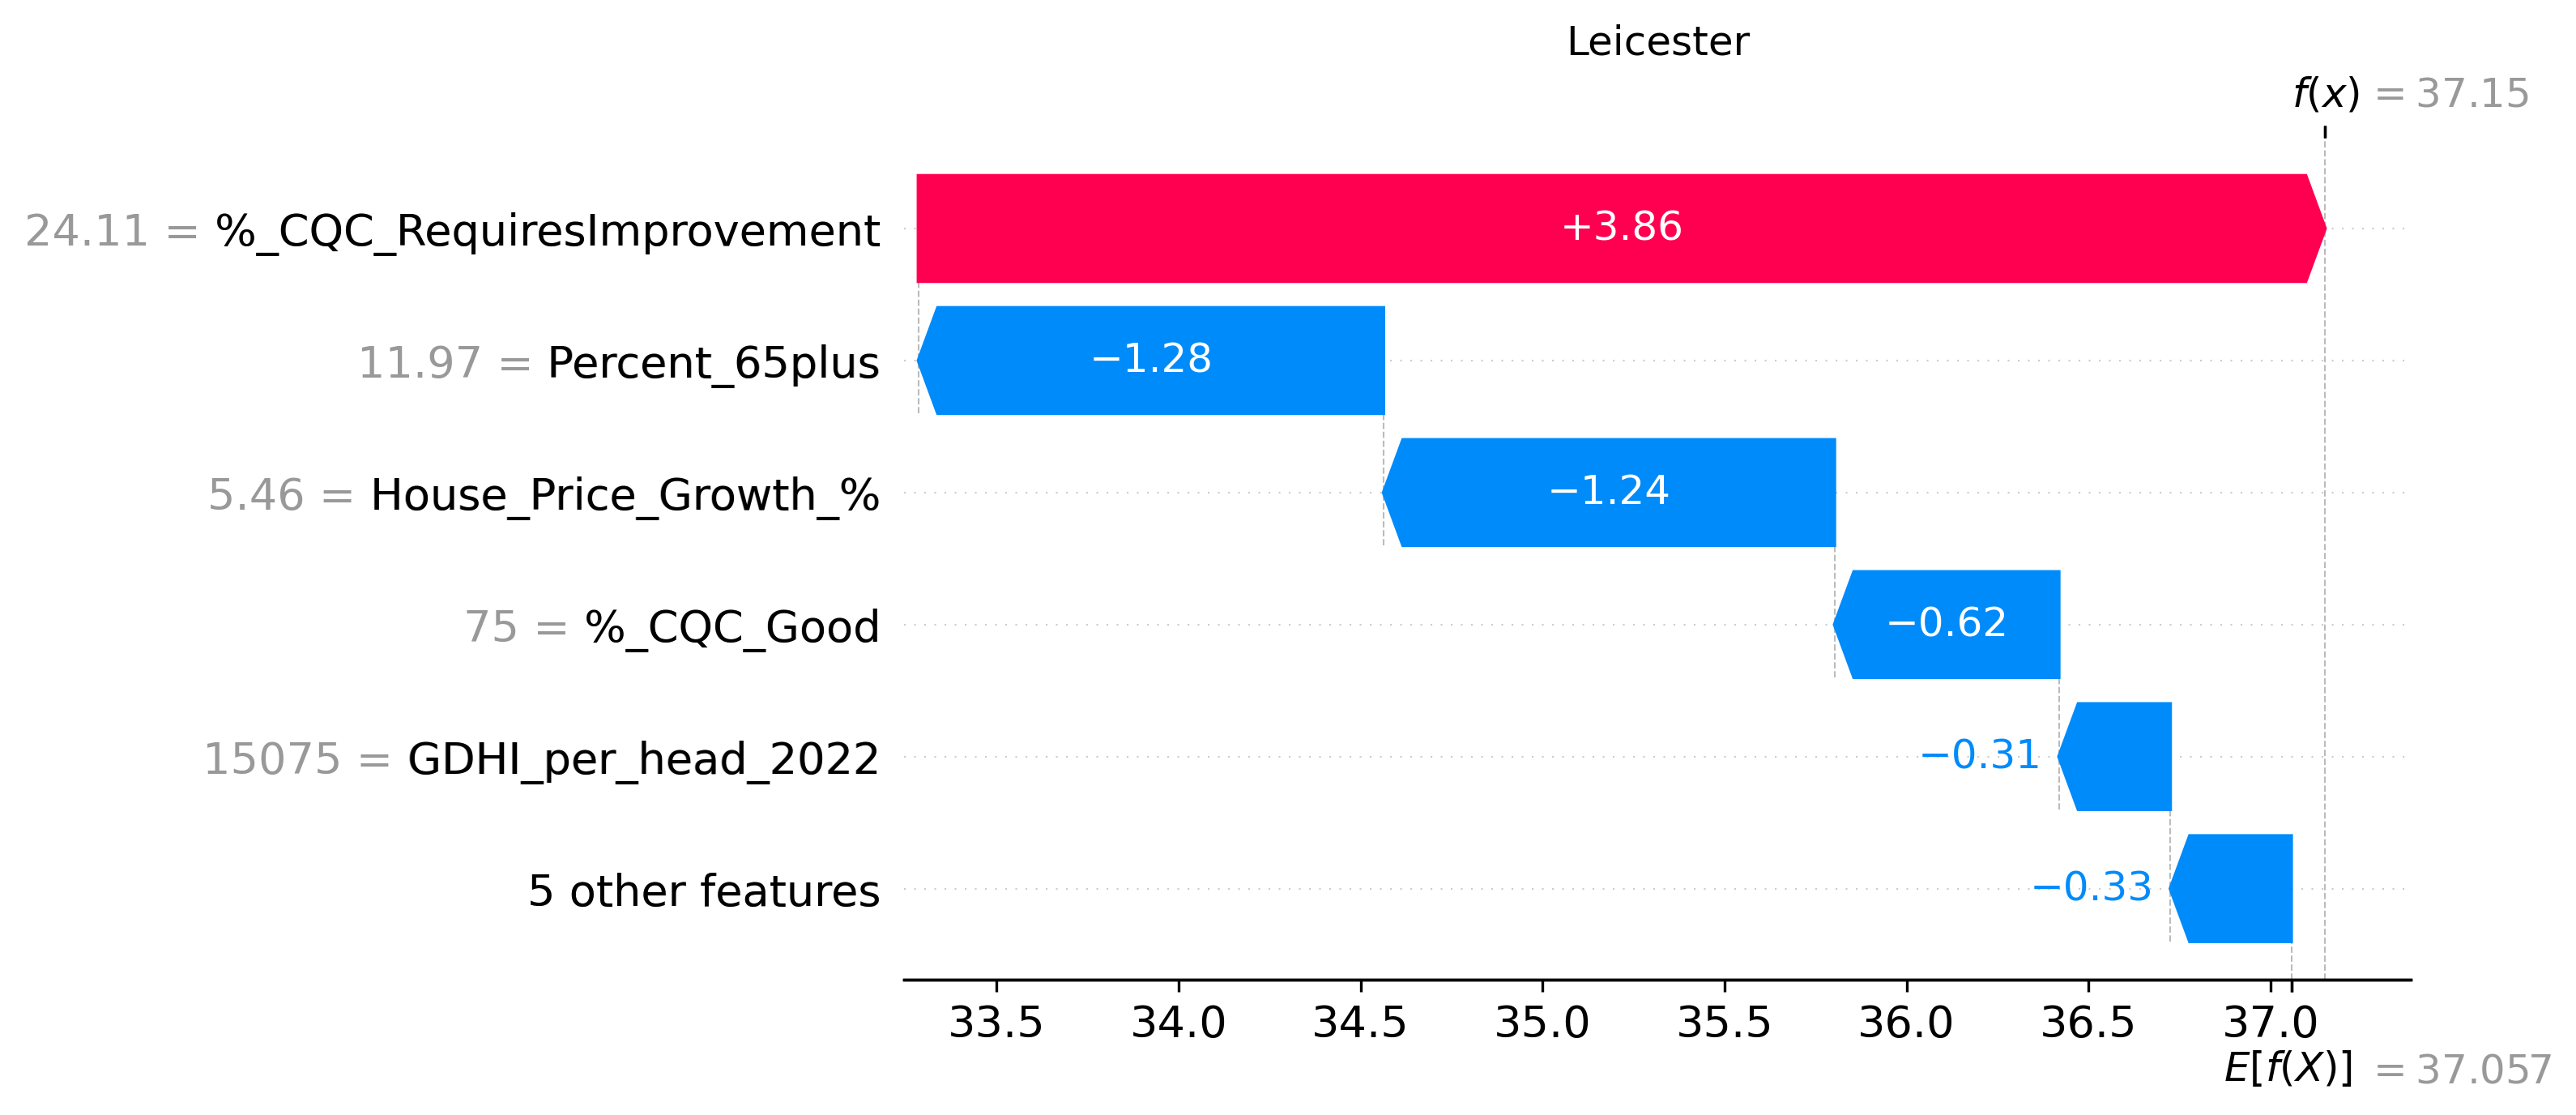 Leicester
f(x) = 37.15
24.11 = %_CQC_RequiresImprovement
+3.86
11.97 = Percent_65plus
−1.28
5.46 = House_Price_Growth_%
−1.24
75 = %_CQC_Good
−0.62
15075 = GDHI_per_head_2022
−0.31
5 other features
−0.33
33.5 34.0 34.5 35.0 35.5 36.0 36.5 37.0
E[f(X)] = 37.057